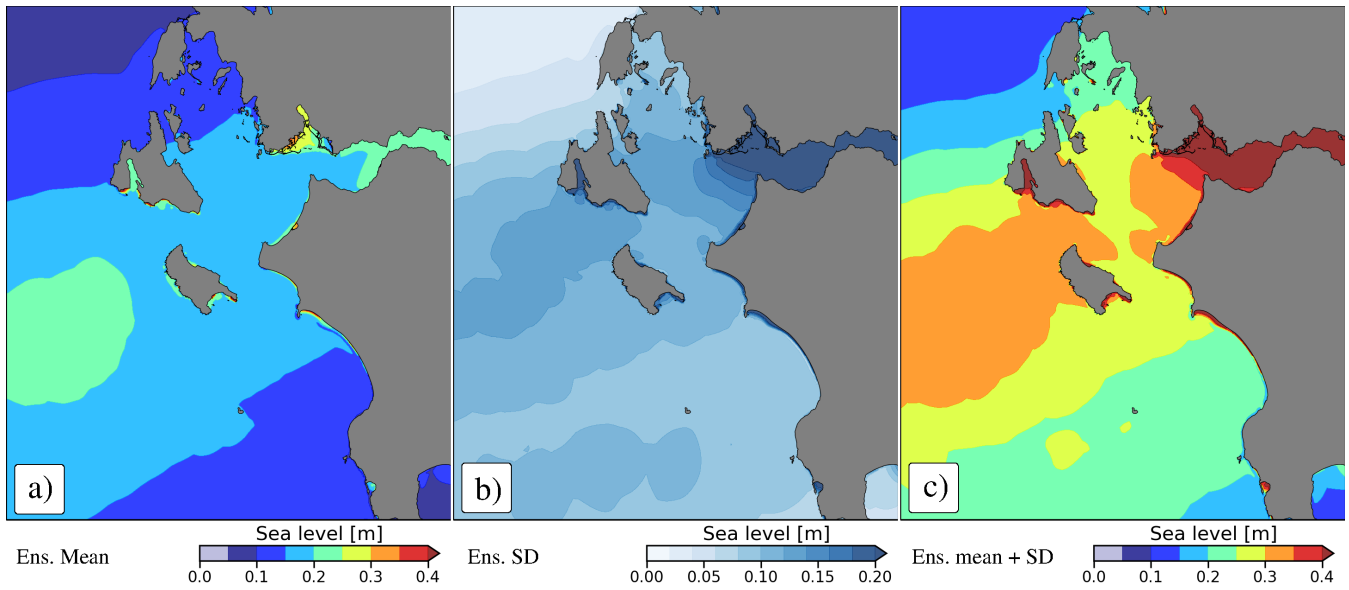 a)
b)
c)
Ens. Mean
Sea level [m]
0.0 0.1 0.2 0.3 0.4
Ens. SD
Sea level [m]
0.00 0.05 0.10 0.15 0.20
Ens. mean + SD
Sea level [m]
0.0 0.1 0.2 0.3 0.4